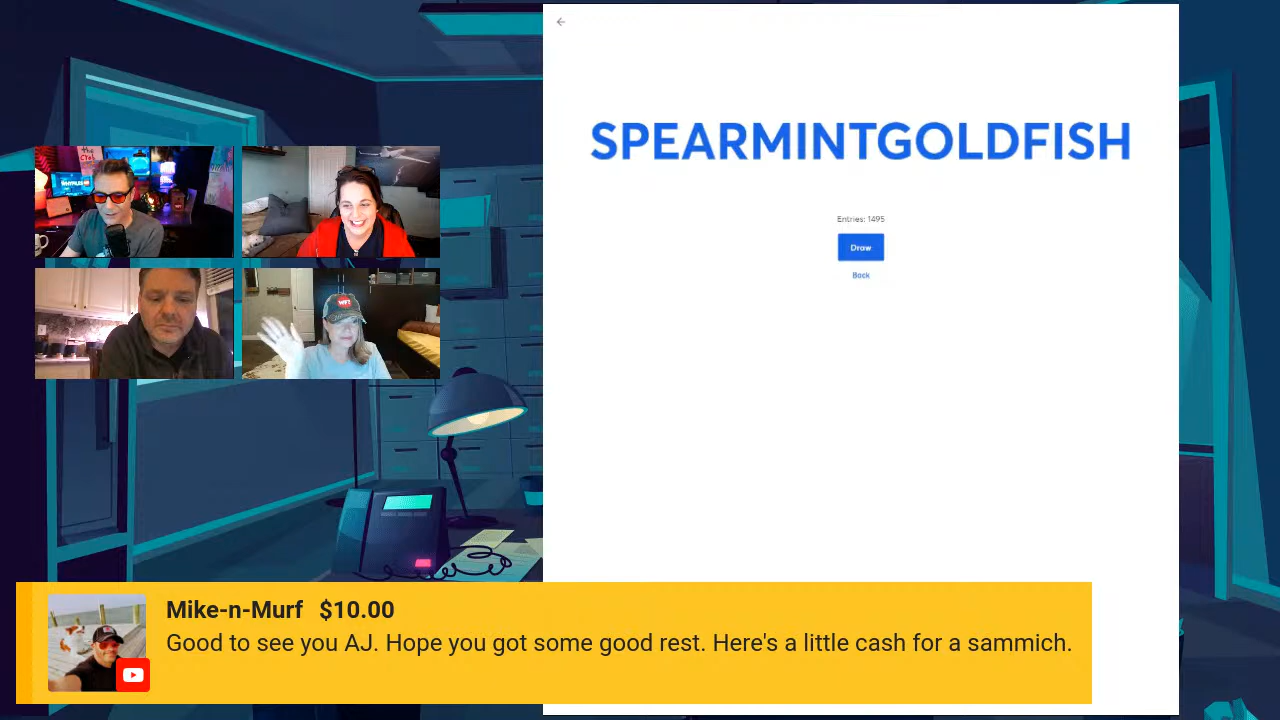 SPEARMINTGOLDFISH
Entries: 1495
Draw
Back
Mike-n-Murf $10.00
Good to see you AJ. Hope you got some good rest. Here's a little cash for a sammich.